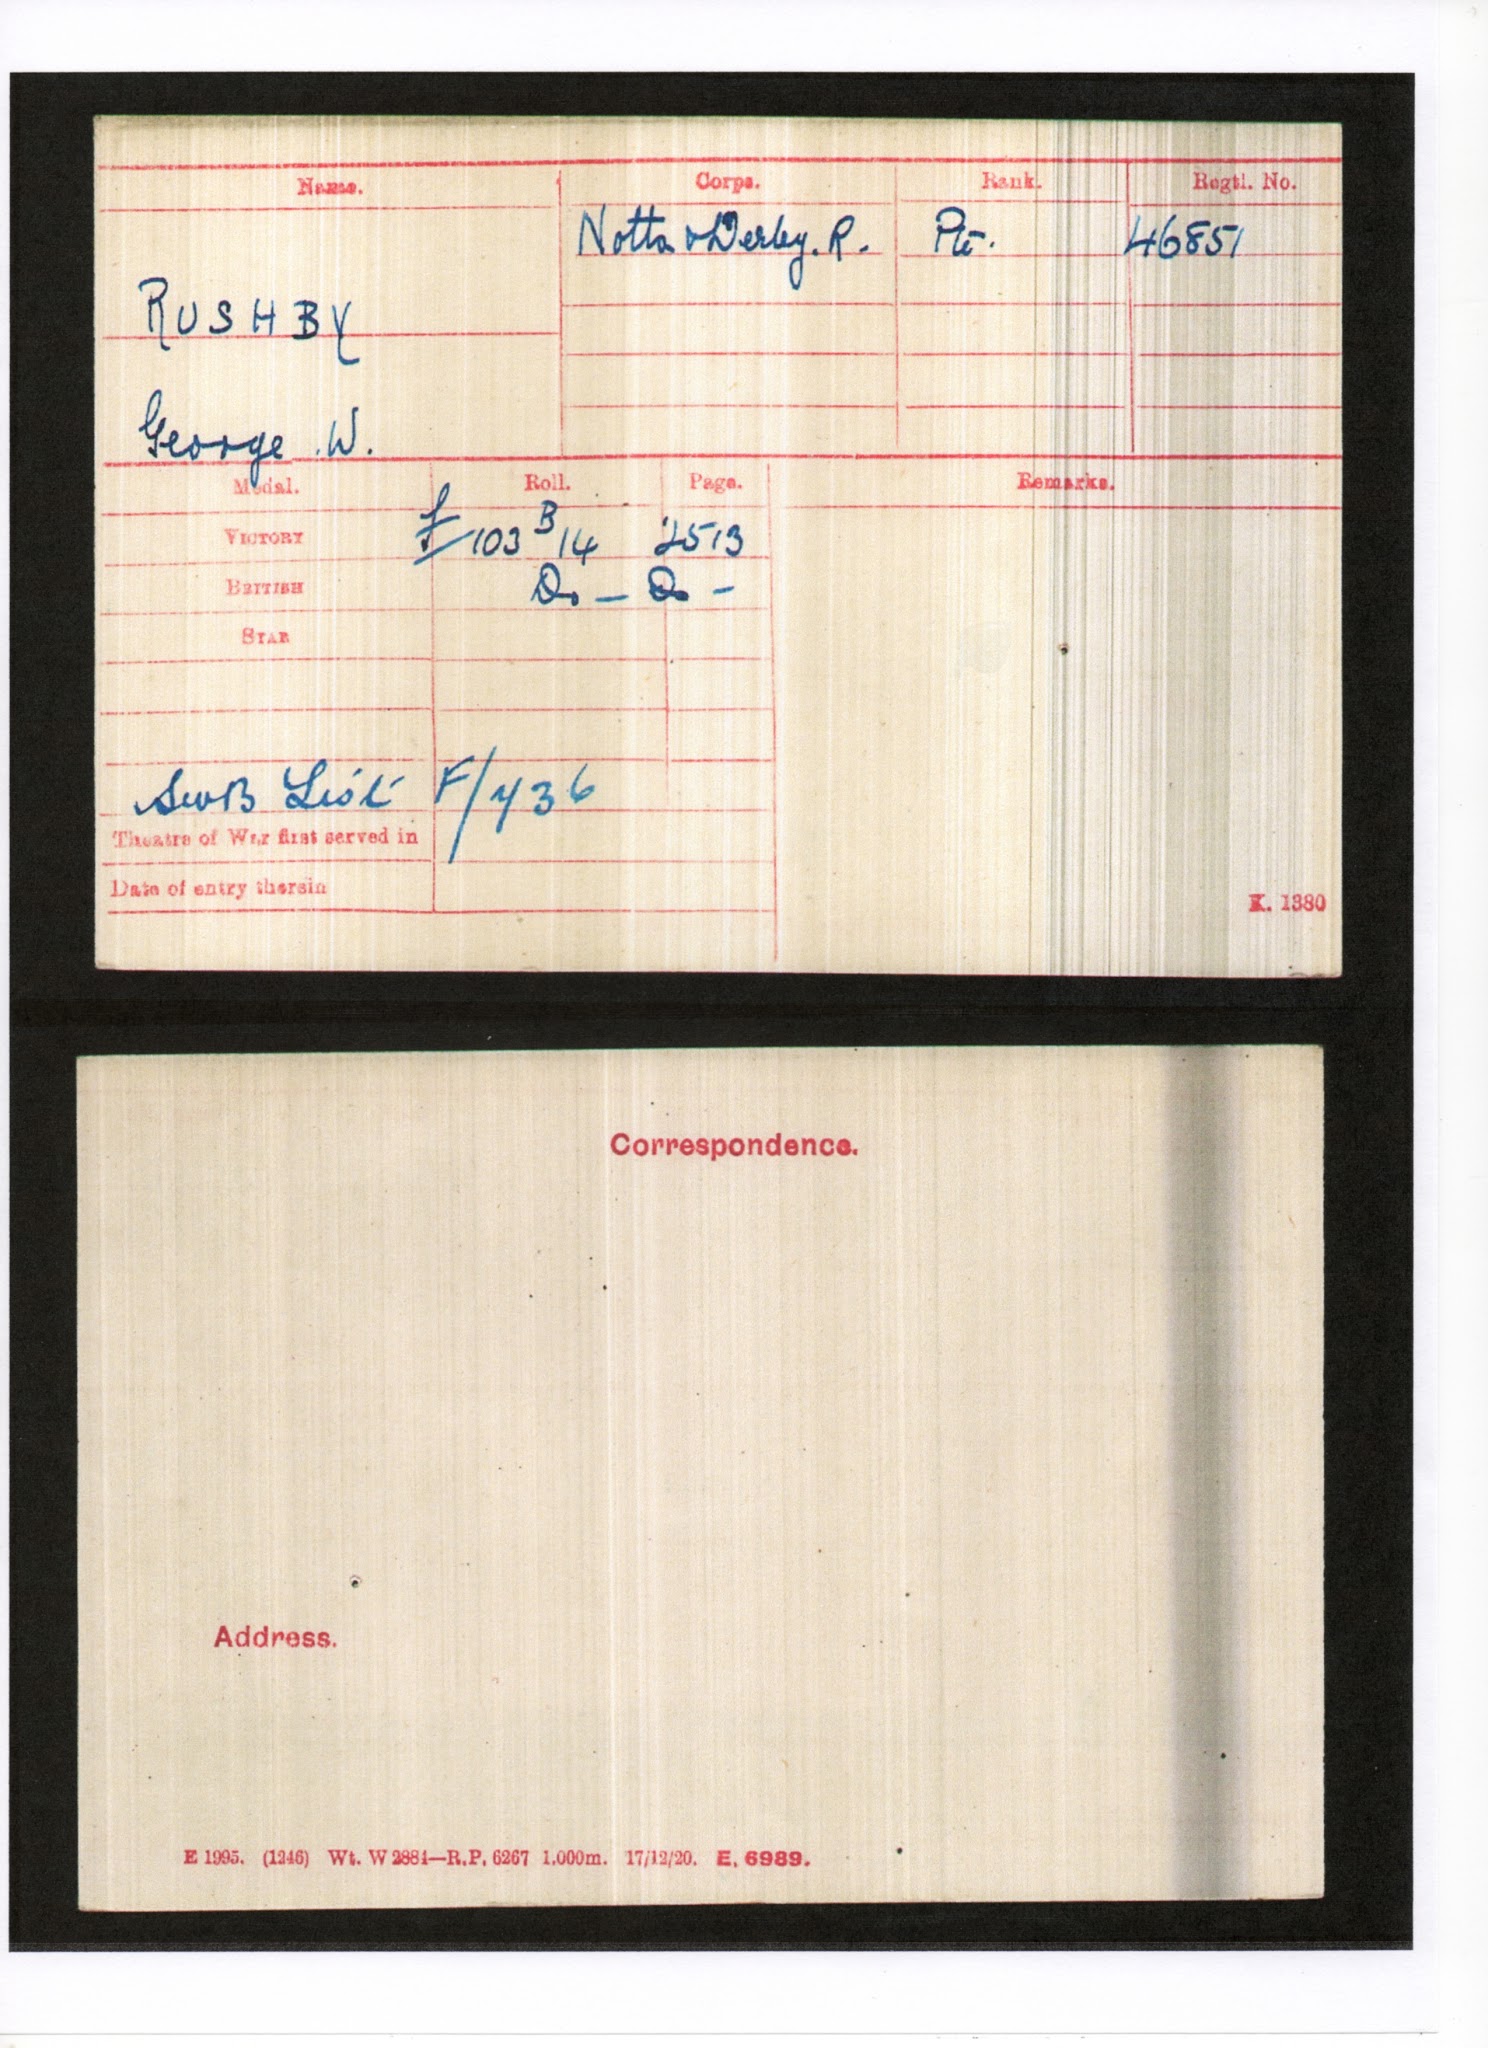 Name. Corps. Rank. Regtl. No.
Notts & Derby. R. Pte. 46851
RUSHBY
George. W.
Medal. Roll. Page. Remarks.
VICTORY F/103 B/14 2513
BRITISH Do - Do -
STAR
SWB List F/436
Theatre of War first served in
Date of entry therein
K. 1380
Correspondence.
Address.
E 1995. (1246) Wt. W 2884—R.P. 6267 1,000m. 17/12/20. E. 6989.